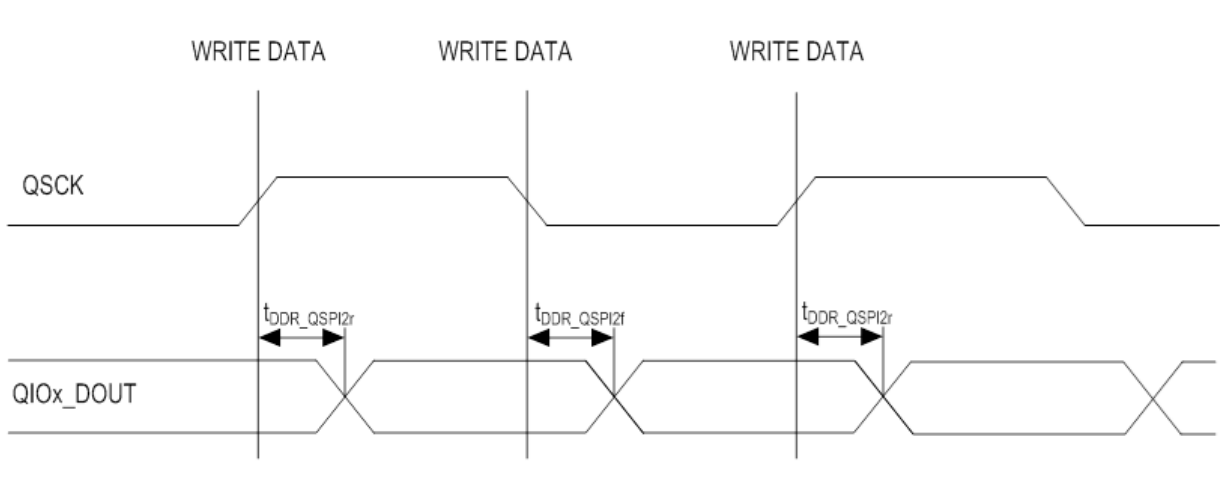 WRITE DATA WRITE DATA WRITE DATA
QSCK
tDDR_QSPI2r tDDR_QSPI2f tDDR_QSPI2r
QIOx_DOUT